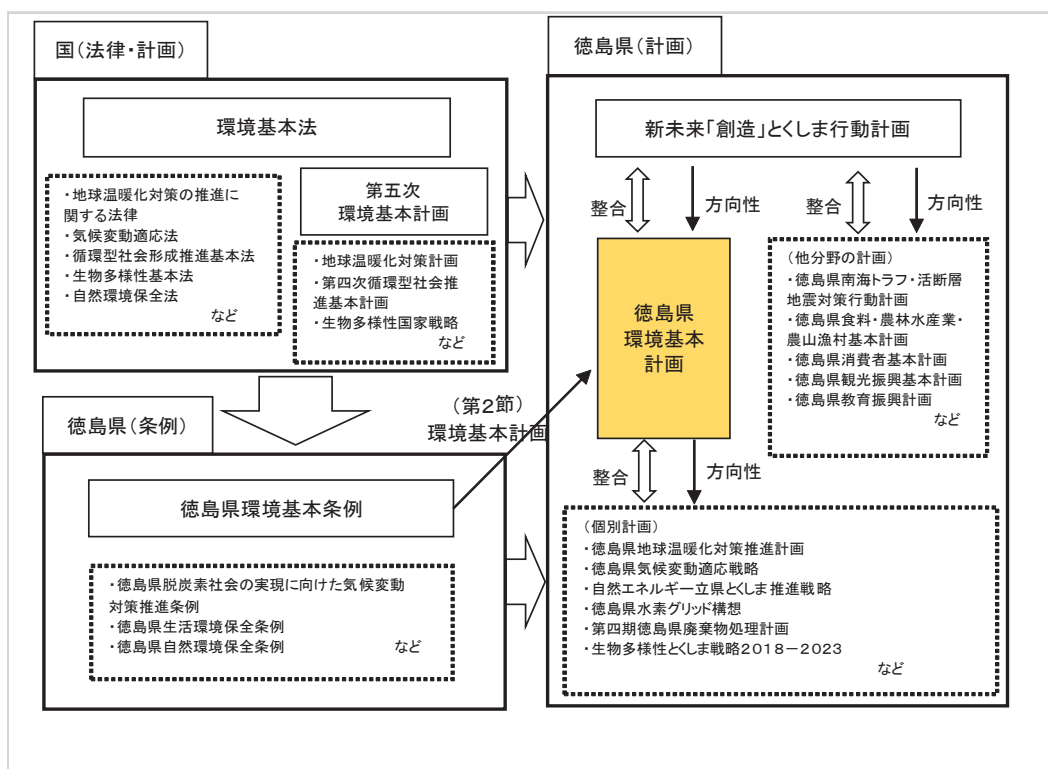 国(法律・計画)
環境基本法
・地球温暖化対策の推進に
関する法律
・気候変動適応法
・循環型社会形成推進基本法
・生物多様性基本法
・自然環境保全法
など
第五次
環境基本計画
・地球温暖化対策計画
・第四次循環型社会推
進基本計画
・生物多様性国家戦略
など
徳島県(条例)
徳島県環境基本条例
・徳島県脱炭素社会の実現に向けた気候変動
対策推進条例
・徳島県生活環境保全条例
・徳島県自然環境保全条例
など
(第2節)
環境基本計画
徳島県(計画)
新未来「創造」とくしま行動計画
整合
方向性
整合
方向性
徳島県
環境基本
計画
(他分野の計画)
・徳島県南海トラフ・活断層
地震対策行動計画
・徳島県食料・農林水産業・
農山漁村基本計画
・徳島県消費者基本計画
・徳島県観光振興基本計画
・徳島県教育振興計画
など
整合
方向性
(個別計画)
・徳島県地球温暖化対策推進計画
・徳島県気候変動適応戦略
・自然エネルギー立県とくしま推進戦略
・徳島県水素グリッド構想
・第四期徳島県廃棄物処理計画
・生物多様性とくしま戦略2018-2023
など